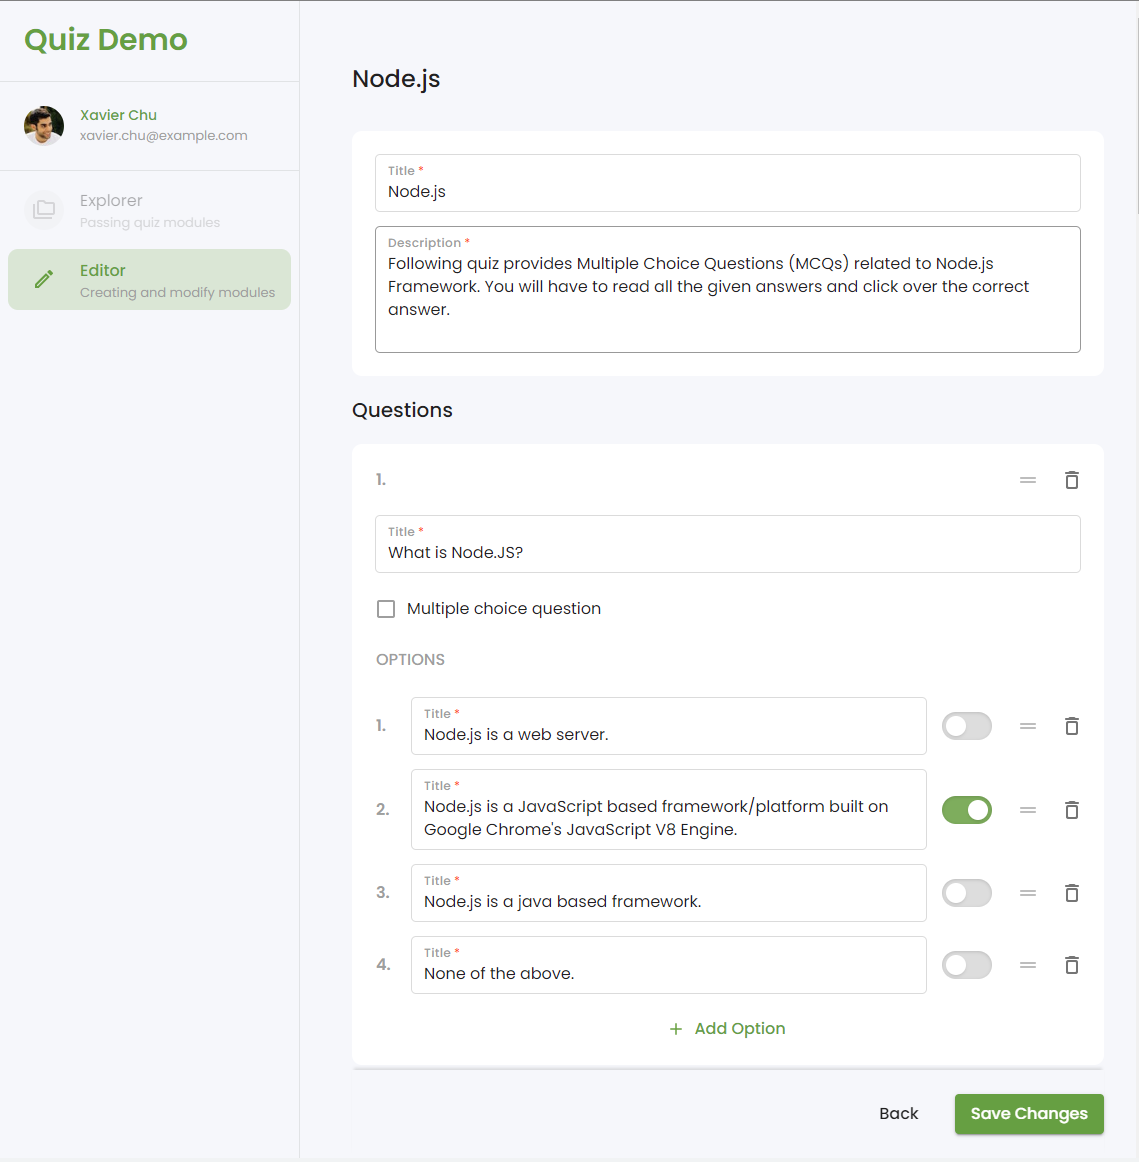 Quiz Demo
Xavier Chu
xavier.chu@example.com
Explorer
Passing quiz modules
Editor
Creating and modify modules
Node.js
Title *
Node.js
Description *
Following quiz provides Multiple Choice Questions (MCQs) related to Node.js
Framework. You will have to read all the given answers and click over the correct
answer.
Questions
1.
Title *
What is Node.JS?
Multiple choice question
OPTIONS
1.
Title *
Node.js is a web server.
2.
Title *
Node.js is a JavaScript based framework/platform built on
Google Chrome's JavaScript V8 Engine.
3.
Title *
Node.js is a java based framework.
4.
Title *
None of the above.
+ Add Option
Back
Save Changes